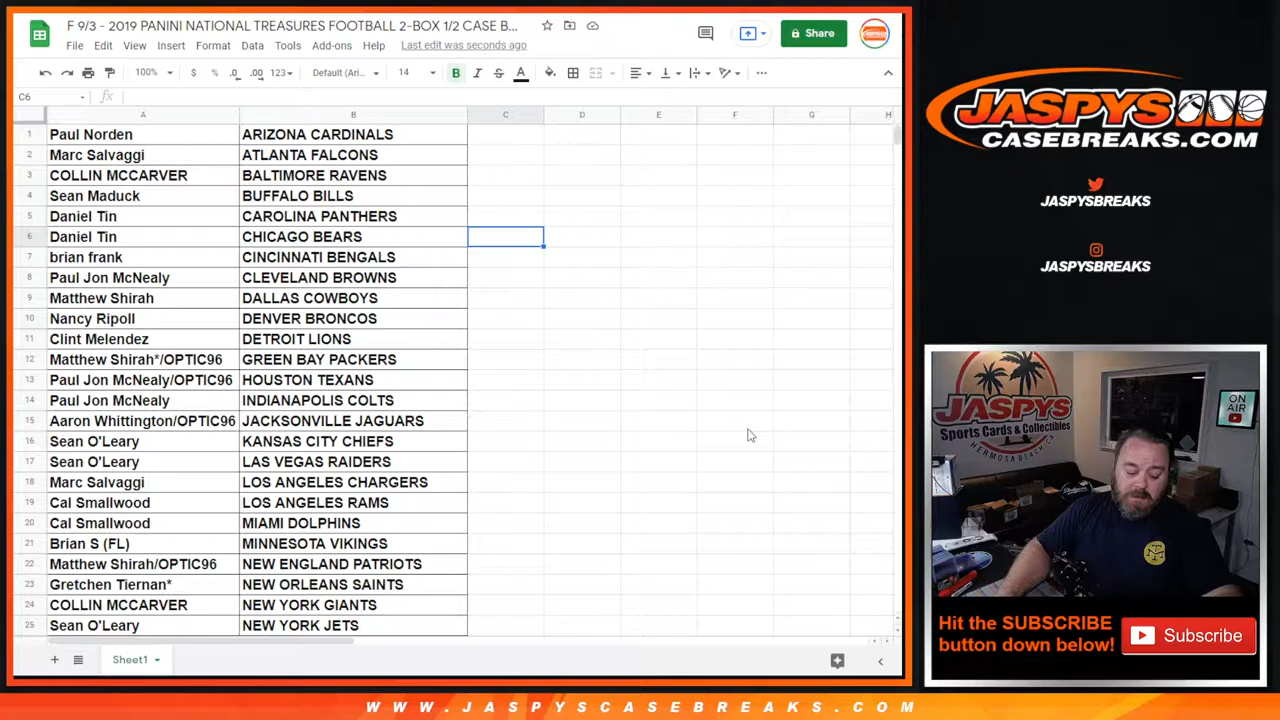 F 9/3 - 2019 PANINI NATIONAL TREASURES FOOTBALL 2-BOX 1/2 CASE B...
File Edit View Insert Format Data Tools Add-ons Help Last edit was seconds ago
Share
100% $ % .0 .00 123 Default (Ari... 14 B I S A
C6 fx
A B C D E F G H
1 Paul Norden ARIZONA CARDINALS
2 Marc Salvaggi ATLANTA FALCONS
3 COLLIN MCCARVER BALTIMORE RAVENS
4 Sean Maduck BUFFALO BILLS
5 Daniel Tin CAROLINA PANTHERS
6 Daniel Tin CHICAGO BEARS
7 brian frank CINCINNATI BENGALS
8 Paul Jon McNealy CLEVELAND BROWNS
9 Matthew Shirah DALLAS COWBOYS
10 Nancy Ripoll DENVER BRONCOS
11 Clint Melendez DETROIT LIONS
12 Matthew Shirah*/OPTIC96 GREEN BAY PACKERS
13 Paul Jon McNealy/OPTIC96 HOUSTON TEXANS
14 Paul Jon McNealy INDIANAPOLIS COLTS
15 Aaron Whittington/OPTIC96 JACKSONVILLE JAGUARS
16 Sean O'Leary KANSAS CITY CHIEFS
17 Sean O'Leary LAS VEGAS RAIDERS
18 Marc Salvaggi LOS ANGELES CHARGERS
19 Cal Smallwood LOS ANGELES RAMS
20 Cal Smallwood MIAMI DOLPHINS
21 Brian S (FL) MINNESOTA VIKINGS
22 Matthew Shirah/OPTIC96 NEW ENGLAND PATRIOTS
23 Gretchen Tiernan* NEW ORLEANS SAINTS
24 COLLIN MCCARVER NEW YORK GIANTS
25 Sean O'Leary NEW YORK JETS
Sheet1
JASPYS
CASEBREAKS.COM
JASPYSBREAKS
JASPYSBREAKS
JASPYS
Sports Cards & Collectibles
HERMOSA BEACH CA
ON
AIR
Hit the SUBSCRIBE
button down below!
Subscribe
WWW.JASPYSCASEBREAKS.COM